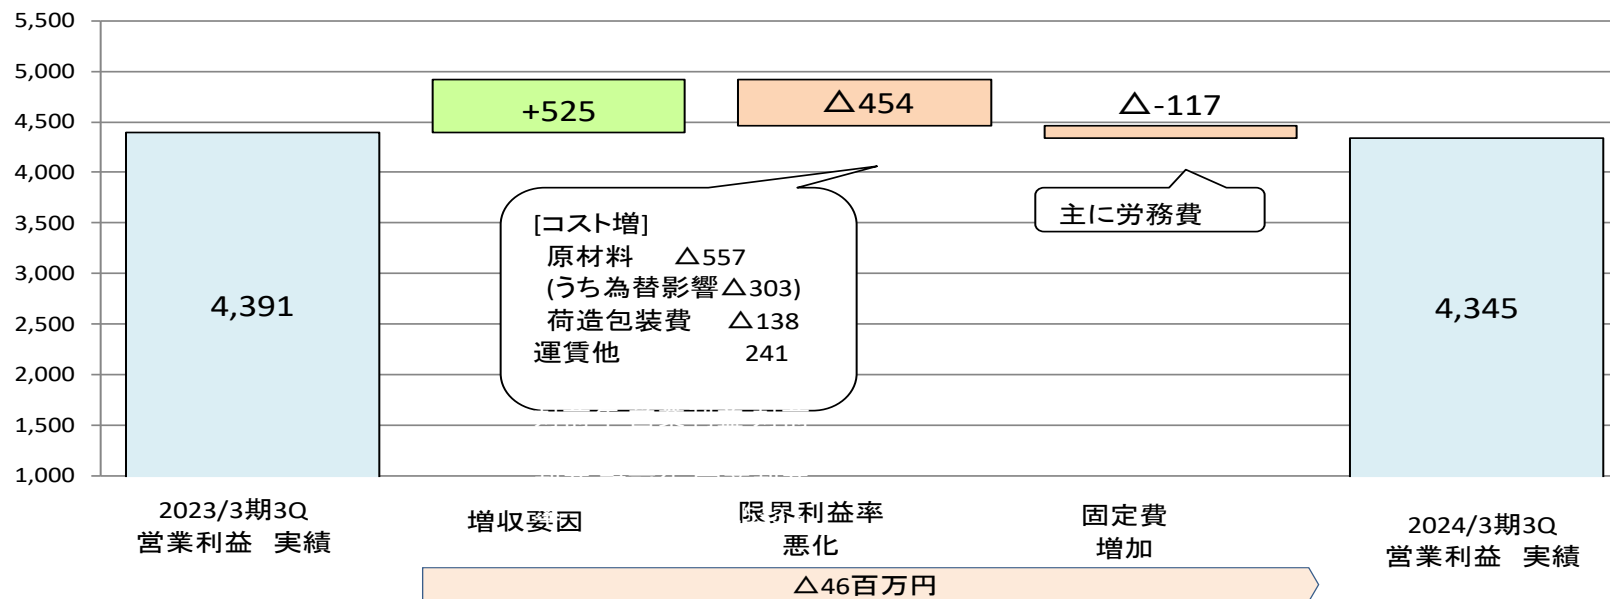 5,500
5,000
4,500
4,000
3,500
3,000
2,500
2,000
1,500
1,000
4,391
+525
△454
△-117
4,345
[コスト増]
原材料 △557
(うち為替影響△303)
荷造包装費 △138
運賃他 241
主に労務費
2023/3期3Q
営業利益 実績
増収要因
限界利益率
悪化
固定費
増加
2024/3期3Q
営業利益 実績
△46百万円